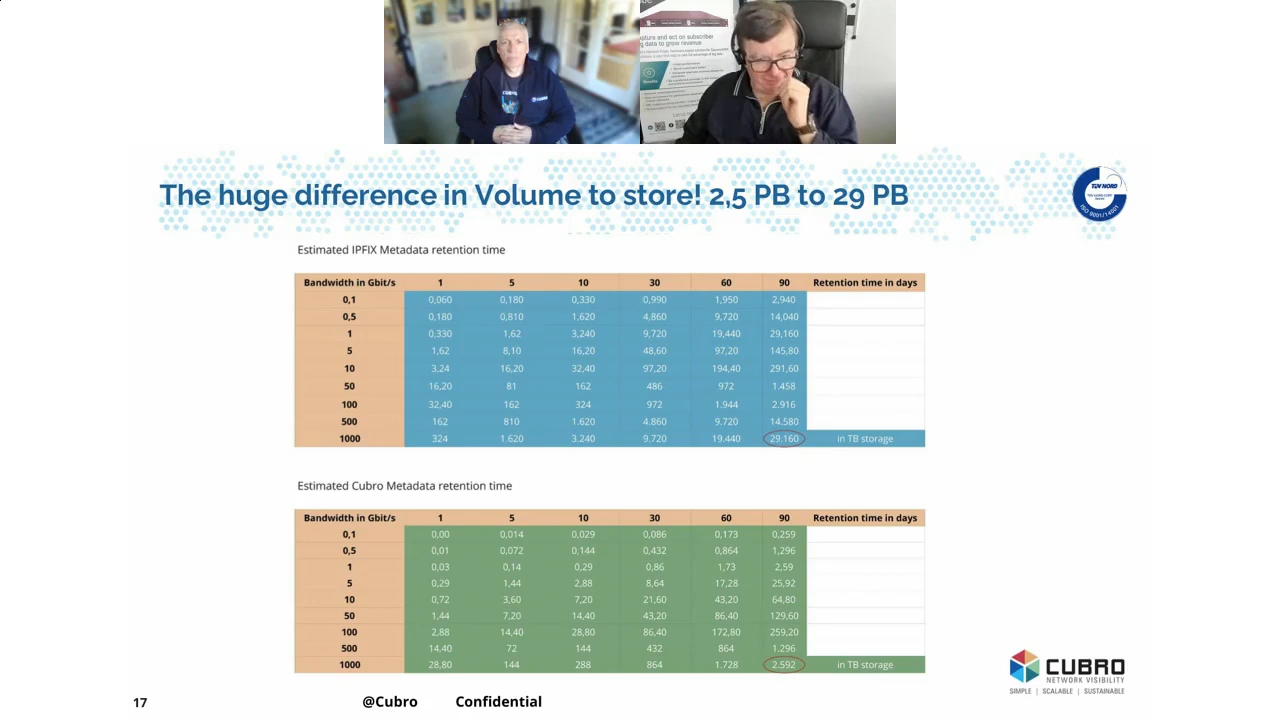 ature and ect on subscriber
g data to grow revenue
The huge difference in Volume to store! 2,5 PB to 29 PB
TÜV NORD
ISO 9001/14001
Estimated IPFIX Metadata retention time
Bandwidth in Gbit/s 1 5 10 30 60 90 Retention time in days
0,1 0,060 0,180 0,330 0,990 1,950 2,940
0,5 0,180 0,810 1,620 4,860 9,720 14,040
1 0,330 1,62 3,240 9,720 19,440 29,160
5 1,62 8,10 16,20 48,60 97,20 145,80
10 3,24 16,20 32,40 97,20 194,40 291,60
50 16,20 81 162 486 972 1.458
100 32,40 162 324 972 1.944 2.916
500 162 810 1.620 4.860 9.720 14.580
1000 324 1.620 3.240 9.720 19.440 29.160 in TB storage
Estimated Cubro Metadata retention time
Bandwidth in Gbit/s 1 5 10 30 60 90 Retention time in days
0,1 0,00 0,014 0,029 0,086 0,173 0,259
0,5 0,01 0,072 0,144 0,432 0,864 1,296
1 0,03 0,14 0,29 0,86 1,73 2,59
5 0,29 1,44 2,88 8,64 17,28 25,92
10 0,72 3,60 7,20 21,60 43,20 64,80
50 1,44 7,20 14,40 43,20 86,40 129,60
100 2,88 14,40 28,80 86,40 172,80 259,20
500 14,40 72 144 432 864 1.296
1000 28,80 144 288 864 1.728 2.592 in TB storage
CUBRO
NETWORK VISIBILITY
SIMPLE | SCALABLE | SUSTAINABLE
17 @Cubro Confidential